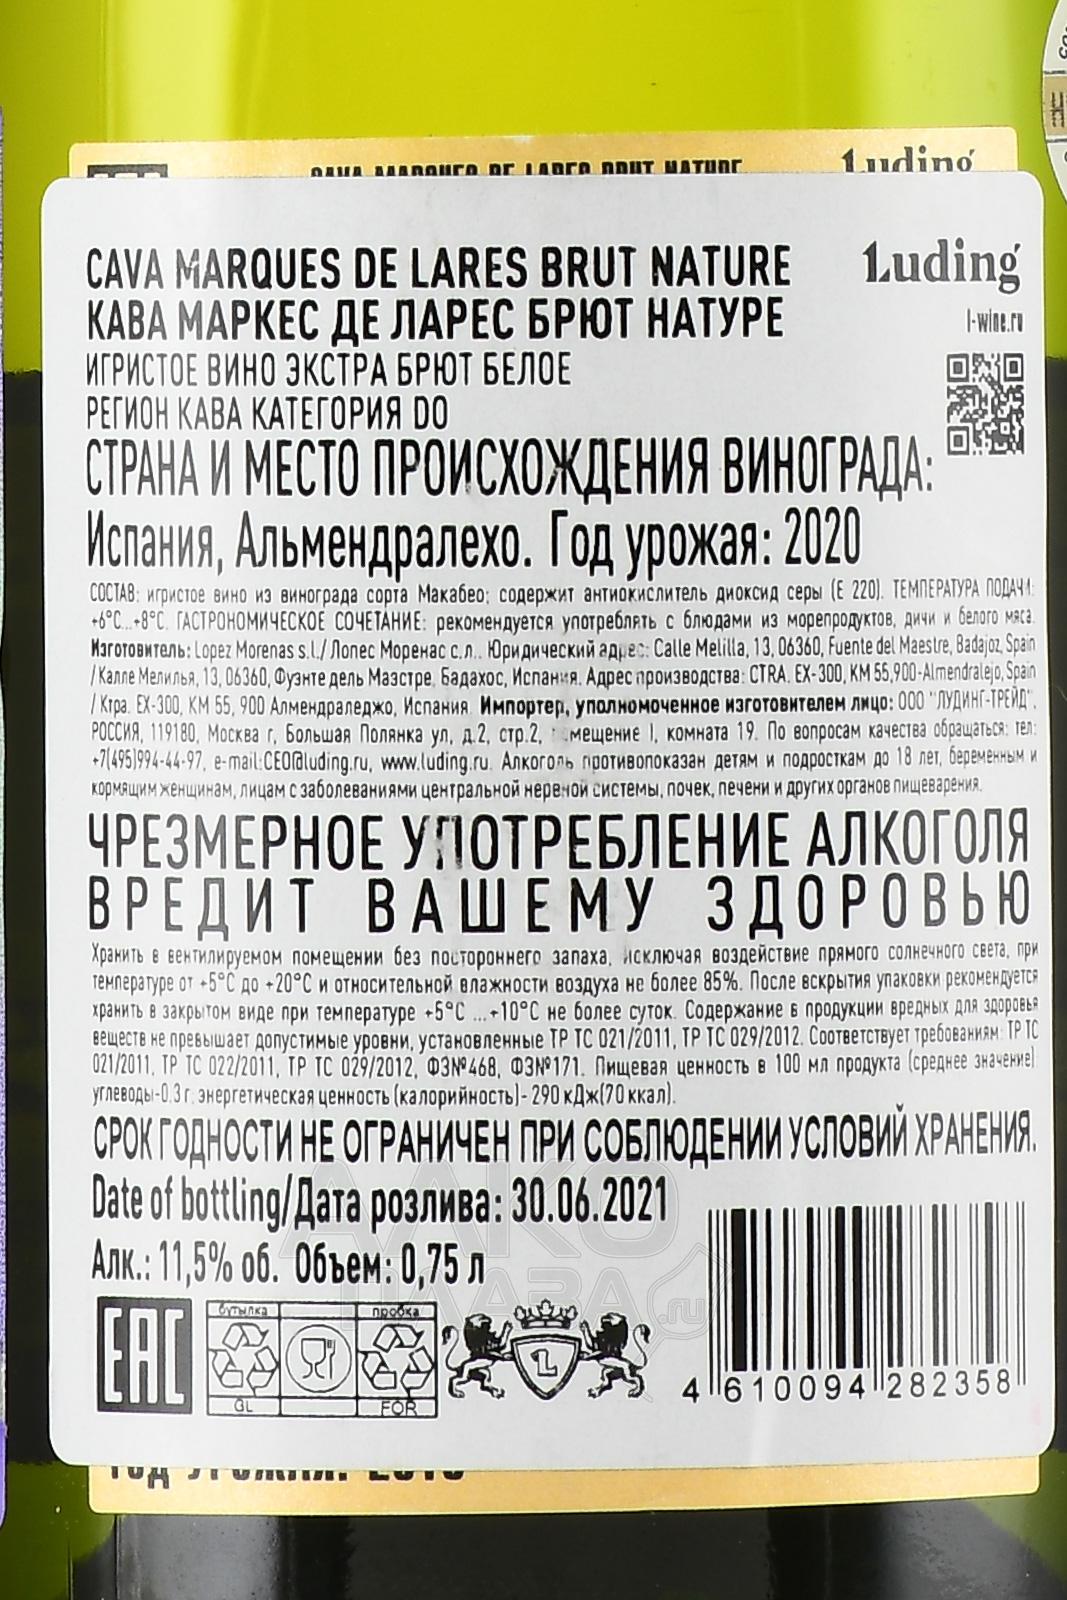 CAVA MARQUES DE LARES BRUT NATURE
Luding
CAVA MARQUES DE LARES BRUT NATURE
Luding
КАВА МАРКЕС ДЕ ЛАРЕС БРЮТ НАТУРЕ
l-wine.ru
ИГРИСТОЕ ВИНО ЭКСТРА БРЮТ БЕЛОЕ
РЕГИОН КАВА КАТЕГОРИЯ DO
СТРАНА И МЕСТО ПРОИСХОЖДЕНИЯ ВИНОГРАДА:
Испания, Альмендралехо. Год урожая: 2020
СОСТАВ: игристое вино из винограда сорта Макабео; содержит антиокислитель диоксид серы (Е 220). ТЕМПЕРАТУРА ПОДАЧИ:
+6°С...+8°С. ГАСТРОНОМИЧЕСКОЕ СОЧЕТАНИЕ: рекомендуется употреблять с блюдами из морепродуктов, дичи и белого мяса.
Изготовитель: Lopez Morenas s.l./ Лопес Моренас с.л.. Юридический адрес: Calle Melilla, 13, 06360, Fuente del Maestre, Badajoz, Spain
/ Калле Мелилья, 13, 06360, Фуэнте дель Маэстре, Бадахос, Испания. Адрес производства: CTRA. EX-300, KM 55,900-Almendralejo, Spain
/ Ктра. EX-300, KM 55, 900 Алмендраледжо, Испания. Импортер, уполномоченное изготовителем лицо: ООО "ЛУДИНГ-ТРЕЙД",
РОССИЯ, 119180, Москва г, Большая Полянка ул, д.2, стр.2, помещение I, комната 19. По вопросам качества обращаться: тел:
+7(495)994-44-97, e-mail:CEO@luding.ru, www.luding.ru. Алкоголь противопоказан детям и подросткам до 18 лет, беременным и
кормящим женщинам, лицам с заболеваниями центральной нервной системы, почек, печени и других органов пищеварения.
ЧРЕЗМЕРНОЕ УПОТРЕБЛЕНИЕ АЛКОГОЛЯ
ВРЕДИТ ВАШЕМУ ЗДОРОВЬЮ
Хранить в вентилируемом помещении без постороннего запаха, исключая воздействие прямого солнечного света, при
температуре от +5°С до +20°С и относительной влажности воздуха не более 85%. После вскрытия упаковки рекомендуется
хранить в закрытом виде при температуре +5°С ...+10°С не более суток. Содержание в продукции вредных для здоровья
веществ не превышает допустимые уровни, установленные ТР ТС 021/2011, ТР ТС 029/2012. Соответствует требованиям: ТР ТС
021/2011, ТР ТС 022/2011, ТР ТС 029/2012, ФЗ№468, ФЗ№171. Пищевая ценность в 100 мл продукта (среднее значение):
углеводы-0.3 г; энергетическая ценность (калорийность)- 290 кДж(70 ккал).
СРОК ГОДНОСТИ НЕ ОГРАНИЧЕН ПРИ СОБЛЮДЕНИИ УСЛОВИЙ ХРАНЕНИЯ.
Date of bottling/Дата розлива: 30.06.2021
Алк.: 11,5% об. Объем: 0,75 л
АЛКО
ПЛАЗА.ru
EAC
бутылка
пробка
GL
FOR
L
4 610094 282358